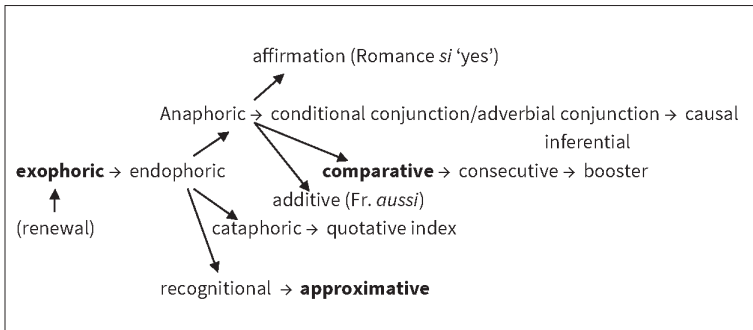 affirmation (Romance si ‘yes’)
Anaphoric → conditional conjunction/adverbial conjunction → causal
inferential
exophoric → endophoric
comparative → consecutive → booster
additive (Fr. aussi)
(renewal)
cataphoric → quotative index
recognitional → approximative